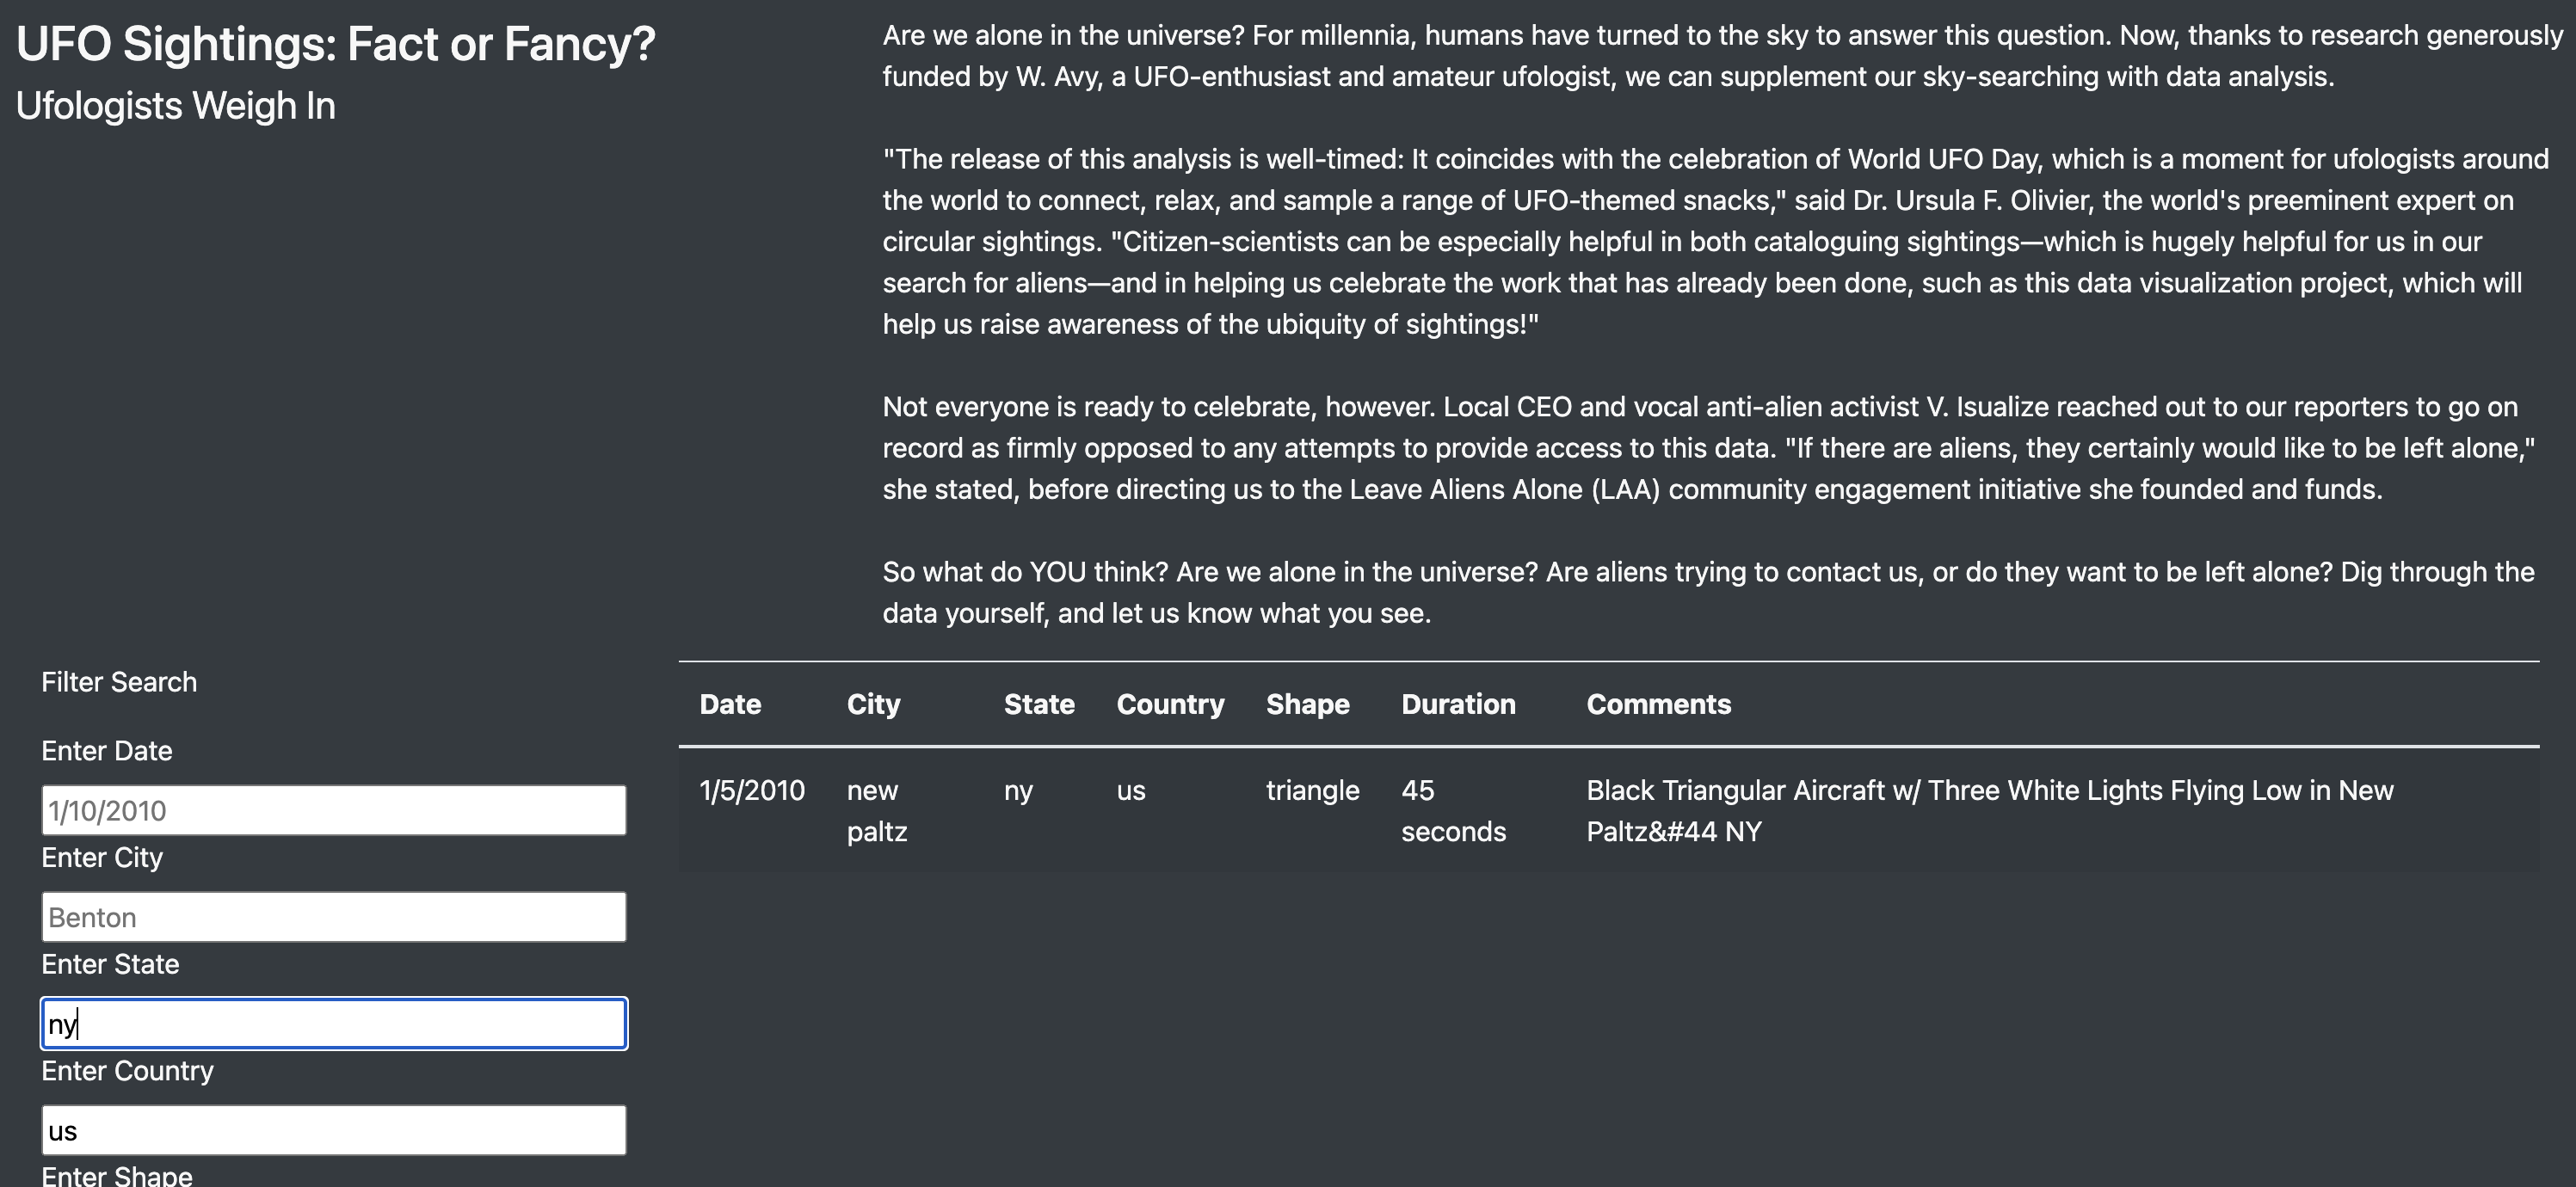 UFO Sightings: Fact or Fancy?
Ufologists Weigh In
Are we alone in the universe? For millennia, humans have turned to the sky to answer this question. Now, thanks to research generously
funded by W. Avy, a UFO-enthusiast and amateur ufologist, we can supplement our sky-searching with data analysis.
"The release of this analysis is well-timed: It coincides with the celebration of World UFO Day, which is a moment for ufologists around
the world to connect, relax, and sample a range of UFO-themed snacks," said Dr. Ursula F. Olivier, the world's preeminent expert on
circular sightings. "Citizen-scientists can be especially helpful in both cataloguing sightings—which is hugely helpful for us in our
search for aliens—and in helping us celebrate the work that has already been done, such as this data visualization project, which will
help us raise awareness of the ubiquity of sightings!"
Not everyone is ready to celebrate, however. Local CEO and vocal anti-alien activist V. Isualize reached out to our reporters to go on
record as firmly opposed to any attempts to provide access to this data. "If there are aliens, they certainly would like to be left alone,"
she stated, before directing us to the Leave Aliens Alone (LAA) community engagement initiative she founded and funds.
So what do YOU think? Are we alone in the universe? Are aliens trying to contact us, or do they want to be left alone? Dig through the
data yourself, and let us know what you see.
Filter Search
Enter Date
1/10/2010
Enter City
Benton
Enter State
ny
Enter Country
us
Enter Shape
Date City State Country Shape Duration Comments
1/5/2010 new ny us triangle 45 Black Triangular Aircraft w/ Three White Lights Flying Low in New
paltz seconds Paltz&#44 NY